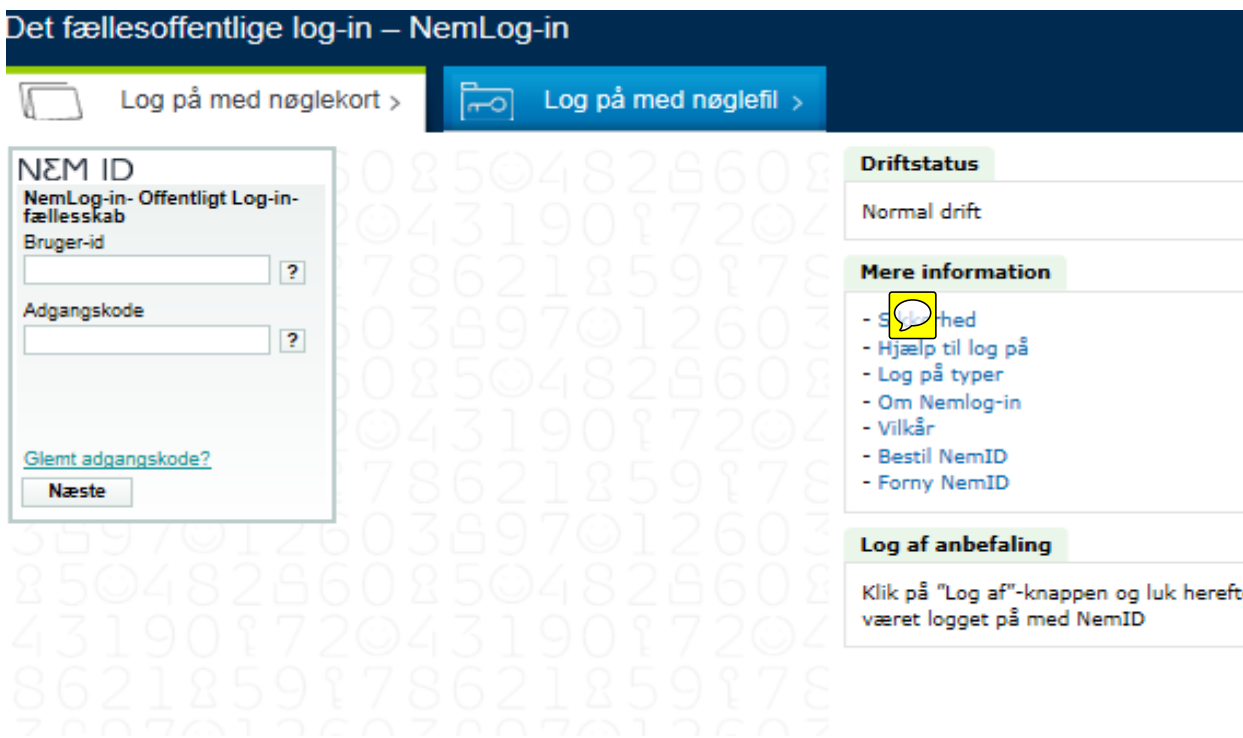 Det fællesoffentlige log-in – NemLog-in
Log på med nøglekort >
Log på med nøglefil >
NEM ID
NemLog-in- Offentligt Log-in-
fællesskab
Bruger-id
?
Adgangskode
?
Glemt adgangskode?
Næste
Driftstatus
Normal drift
Mere information
-
- Hjælp til log på
- Log på typer
- Om Nemlog-in
- Vilkår
- Bestil NemID
- Forny NemID
Log af anbefaling
Klik på "Log af"-knappen og luk
været logget på med NemID